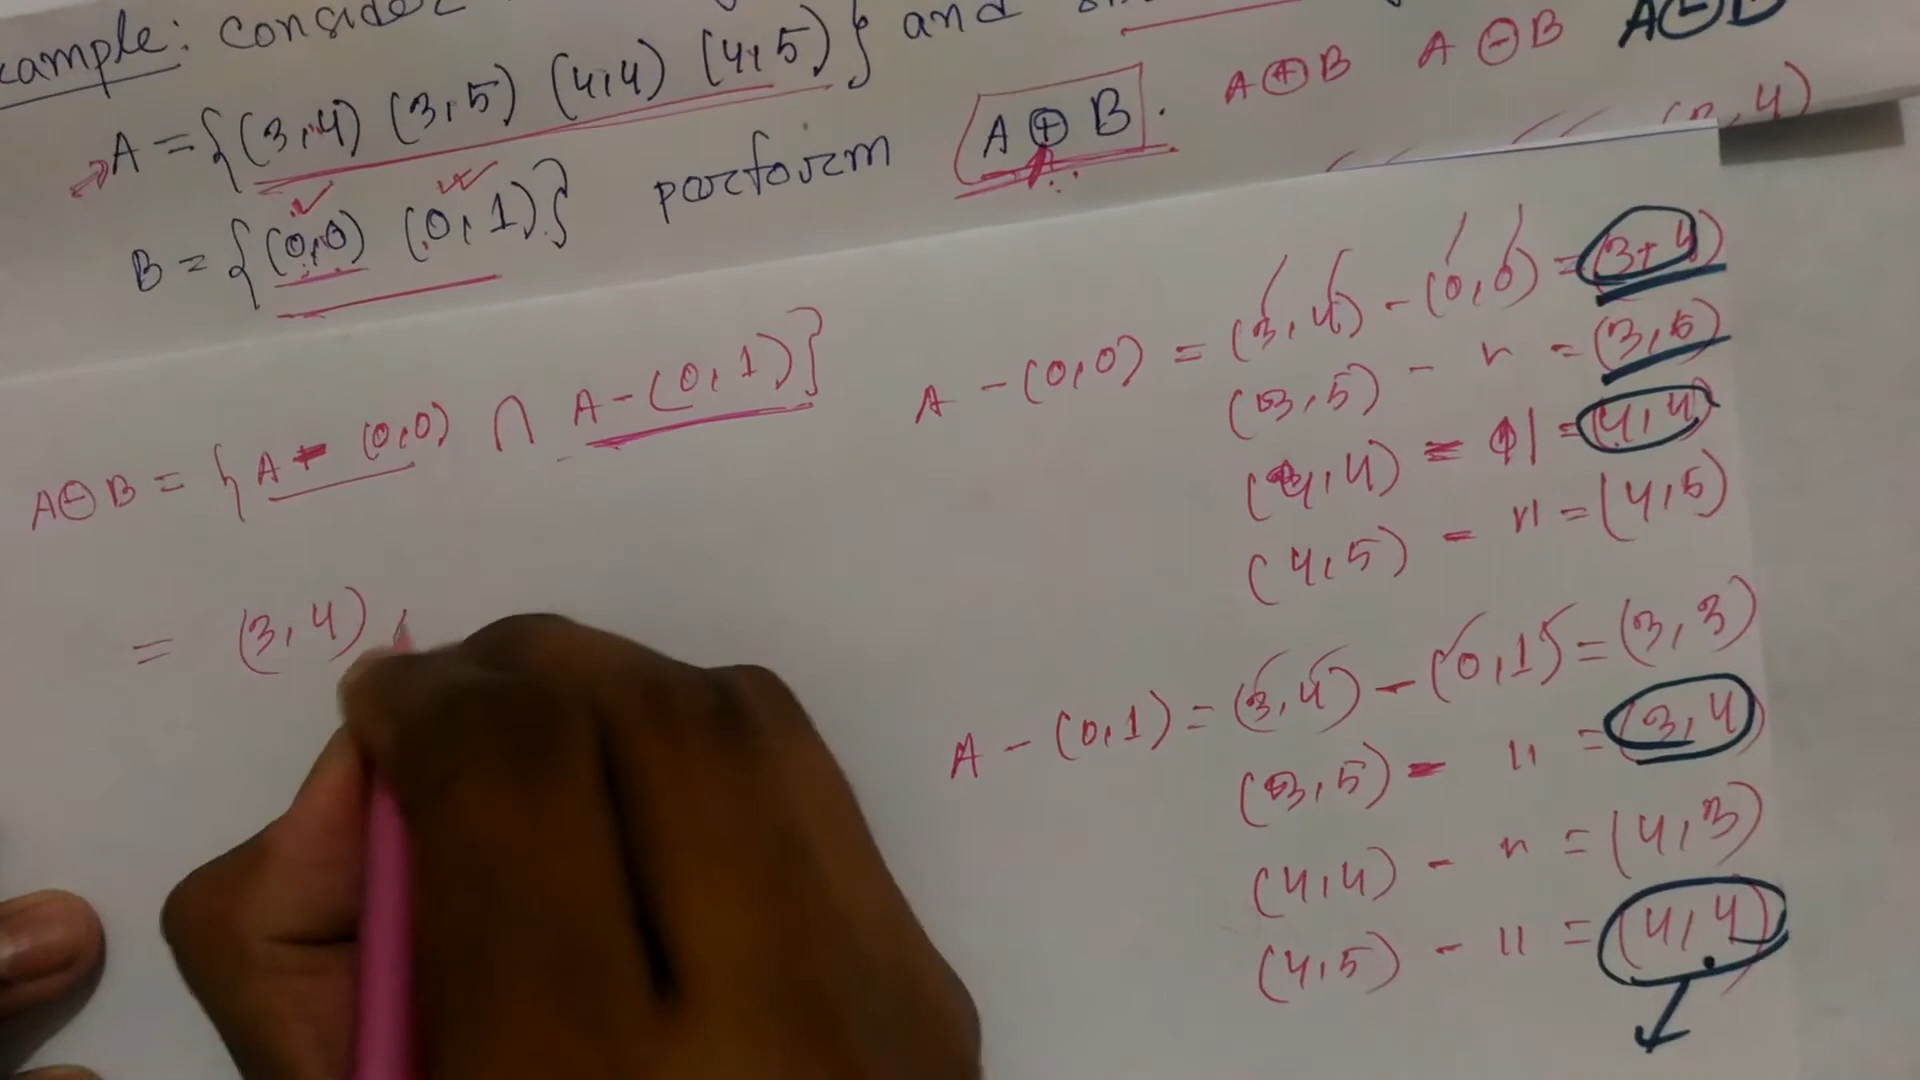 xample: conside
A = {(3,4) (3,5) (4,4) (4,5)} and
B = {(0,0) (0,1)} perform A ⊕ B.
A ⊕ B A ⊖ B A ⊖ B
, 4)
A ⊖ B = { A - (0,0) ∩ A - (0,1)}
= (3,4),
A - (0,0) = (3,4) - (0,0) = (3,4)
(3,5) - " = (3,5)
(4,4) - " = (4,4)
(4,5) - " = (4,5)
A - (0,1) = (3,4) - (0,1) = (3,3)
(3,5) - " = (3,4)
(4,4) - " = (4,3)
(4,5) - " = (4,4)